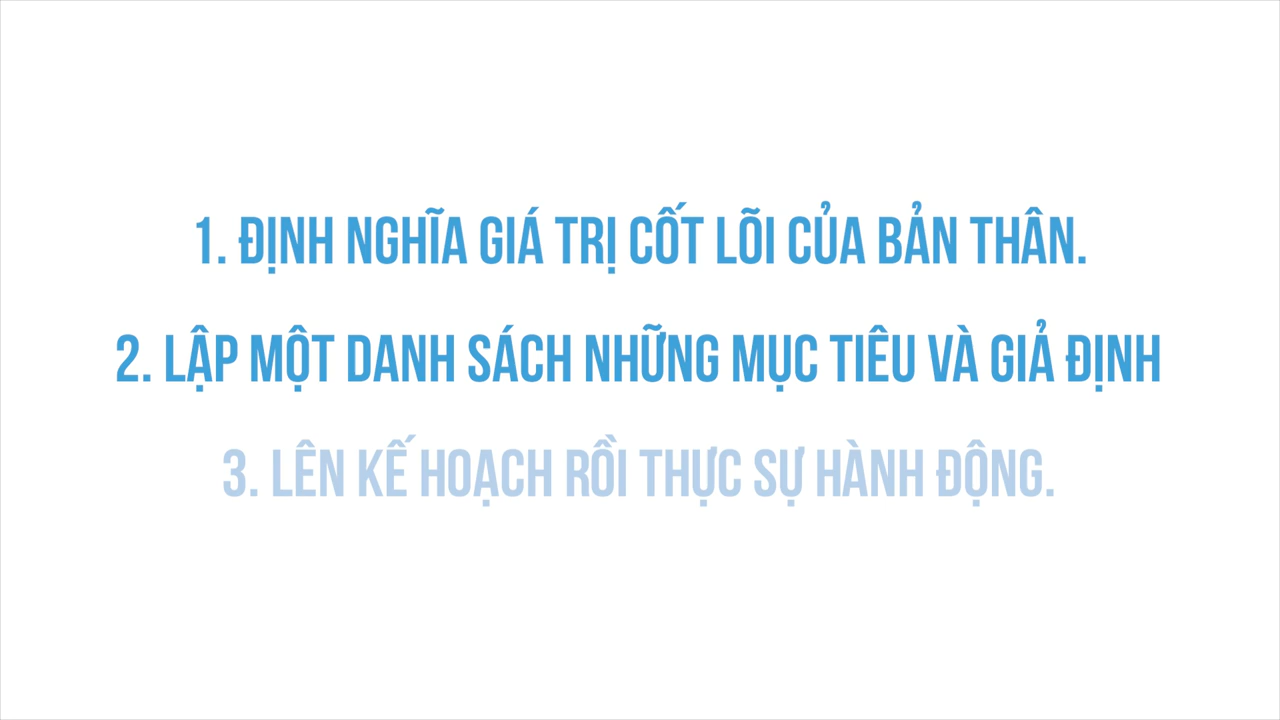 1. ĐỊNH NGHĨA GIÁ TRỊ CỐT LÕI CỦA BẢN THÂN.
2. LẬP MỘT DANH SÁCH NHỮNG MỤC TIÊU VÀ GIẢ ĐỊNH
3. LÊN KẾ HOẠCH RỒI THỰC SỰ HÀNH ĐỘNG.